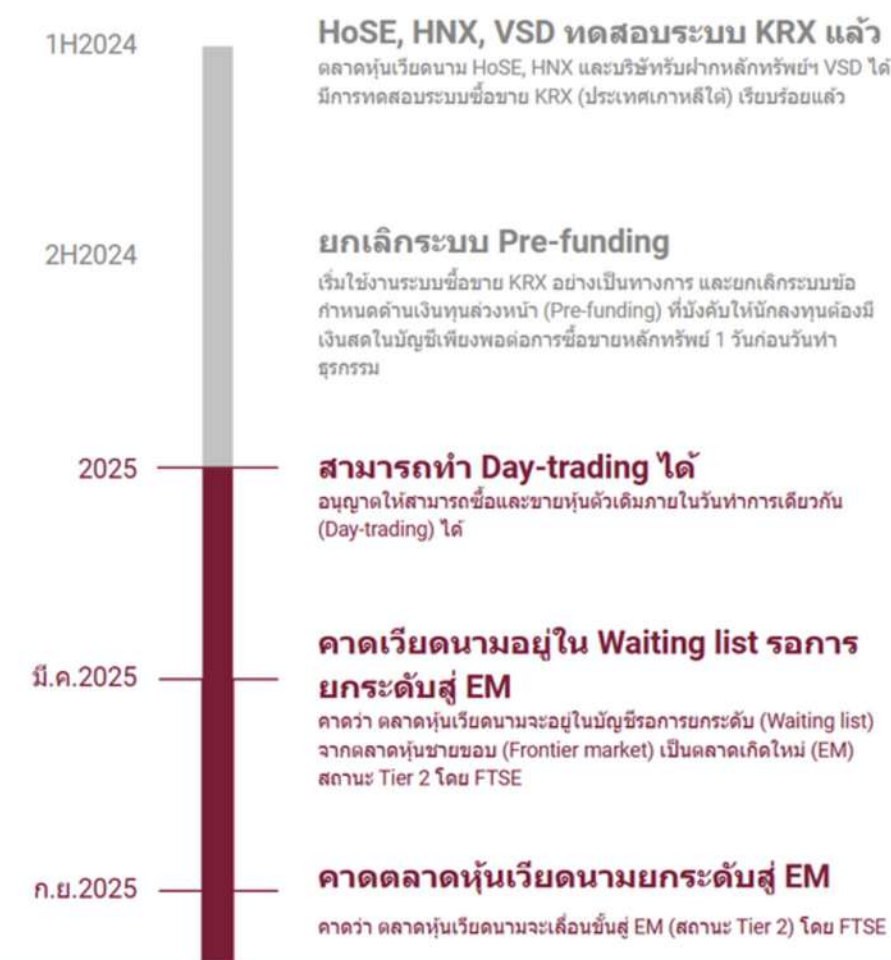 1H2024
HoSE, HNX, VSD ทดสอบระบบ KRX แล้ว
ตลาดหุ้นเวียดนาม HoSE, HNX และบริษัทรับฝากหลักทรัพย์ฯ VSD ได้
มีการทดสอบระบบซื้อขาย KRX (ประเทศเกาหลีใต้) เรียบร้อยแล้ว
2H2024
ยกเลิกระบบ Pre-funding
เริ่มใช้งานระบบซื้อขาย KRX อย่างเป็นทางการ และยกเลิกระบบข้อ
กำหนดด้านเงินทุนล่วงหน้า (Pre-funding) ที่บังคับให้นักลงทุนต้องมี
เงินสดในบัญชีเพียงพอต่อการซื้อขายหลักทรัพย์ 1 วันก่อนวันทำ
ธุรกรรม
2025
สามารถทำ Day-trading ได้
อนุญาตให้สามารถซื้อและขายหุ้นตัวเดิมภายในวันทำการเดียวกัน
(Day-trading) ได้
มี.ค.2025
คาดเวียดนามอยู่ใน Waiting list รอการ
ยกระดับสู่ EM
คาดว่า ตลาดหุ้นเวียดนามจะอยู่ในบัญชีรอการยกระดับ (Waiting list)
จากตลาดหุ้นชายขอบ (Frontier market) เป็นตลาดเกิดใหม่ (EM)
สถานะ Tier 2 โดย FTSE
ก.ย.2025
คาดตลาดหุ้นเวียดนามยกระดับสู่ EM
คาดว่า ตลาดหุ้นเวียดนามจะเลื่อนขั้นสู่ EM (สถานะ Tier 2) โดย FTSE